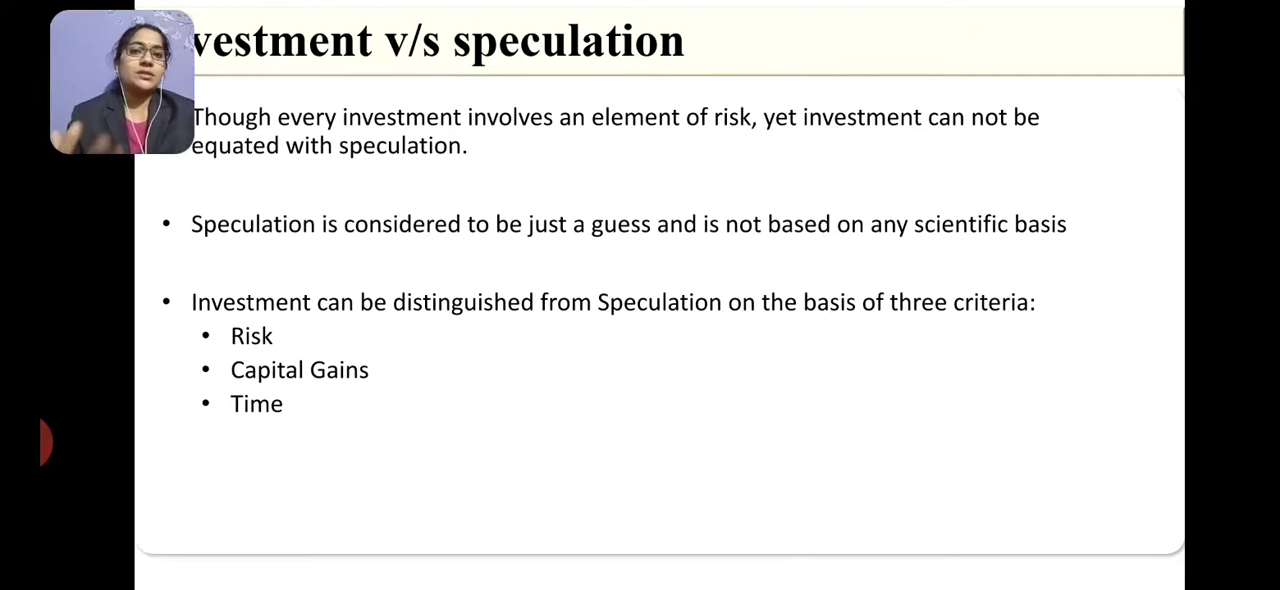 vestment v/s speculation
Though every investment involves an element of risk, yet investment can not be
equated with speculation.
• Speculation is considered to be just a guess and is not based on any scientific basis
• Investment can be distinguished from Speculation on the basis of three criteria:
• Risk
• Capital Gains
• Time